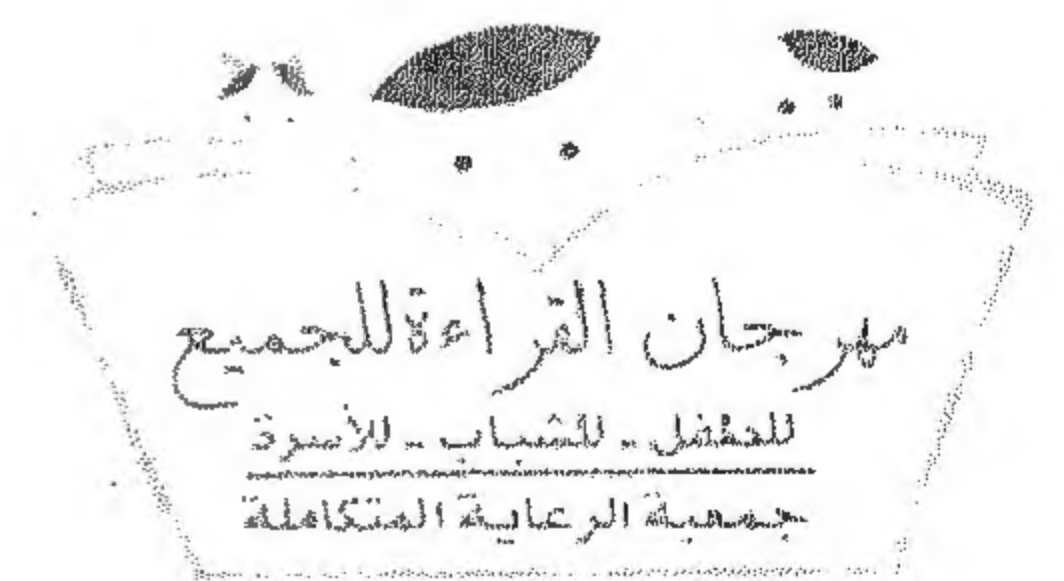 مهرجان القراءة للجميع
للطفل - للشباب - للأسرة
جمعية الرعاية المتكاملة